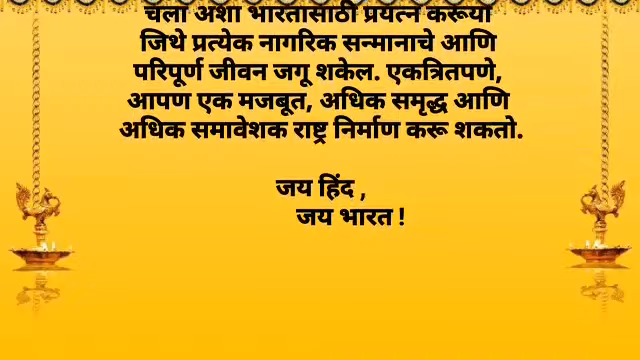 चला अशा भारतासाठी प्रयत्न करूया
जिथे प्रत्येक नागरिक सन्मानाचे आणि
परिपूर्ण जीवन जगू शकेल. एकत्रितपणे,
आपण एक मजबूत, अधिक समृद्ध आणि
अधिक समावेशक राष्ट्र निर्माण करू शकतो.
जय हिंद ,
जय भारत !